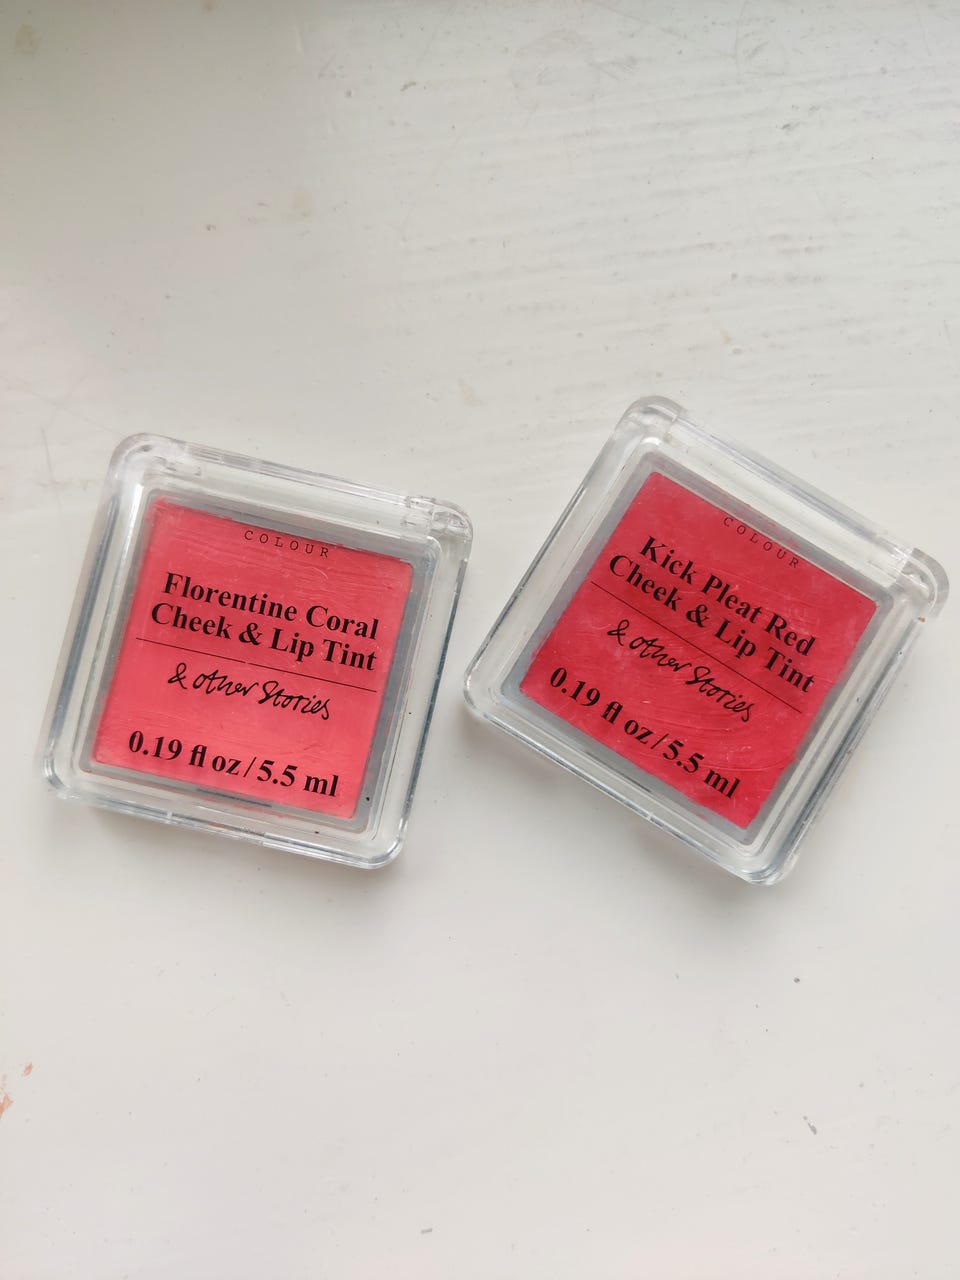 COLOUR
Florentine Coral
Cheek & Lip Tint
& other Stories
0.19 fl oz / 5.5 ml
COLOUR
Kick Pleat Red
Cheek & Lip Tint
& other Stories
0.19 fl oz / 5.5 ml